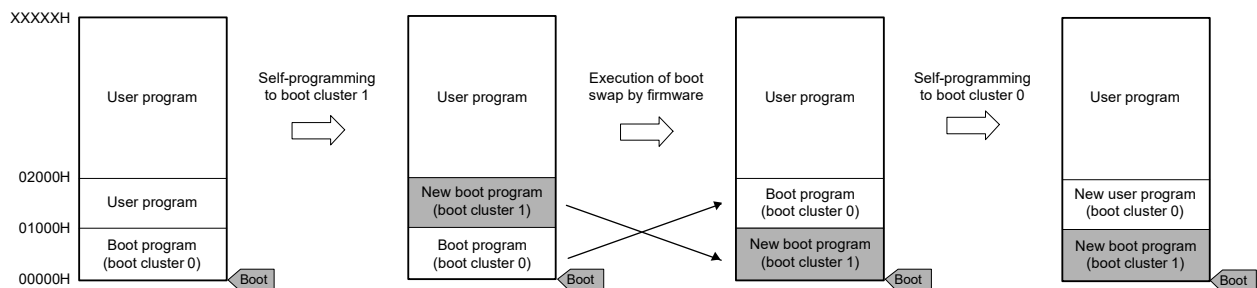 XXXXXH
User program
02000H
User program
01000H
Boot program
(boot cluster 0)
00000H
Boot
Self-programming
to boot cluster 1
User program
New boot program
(boot cluster 1)
Boot program
(boot cluster 0)
Boot
Execution of boot
swap by firmware
User program
Boot program
(boot cluster 0)
New boot program
(boot cluster 1)
Boot
Self-programming
to boot cluster 0
User program
New user program
(boot cluster 0)
New boot program
(boot cluster 1)
Boot